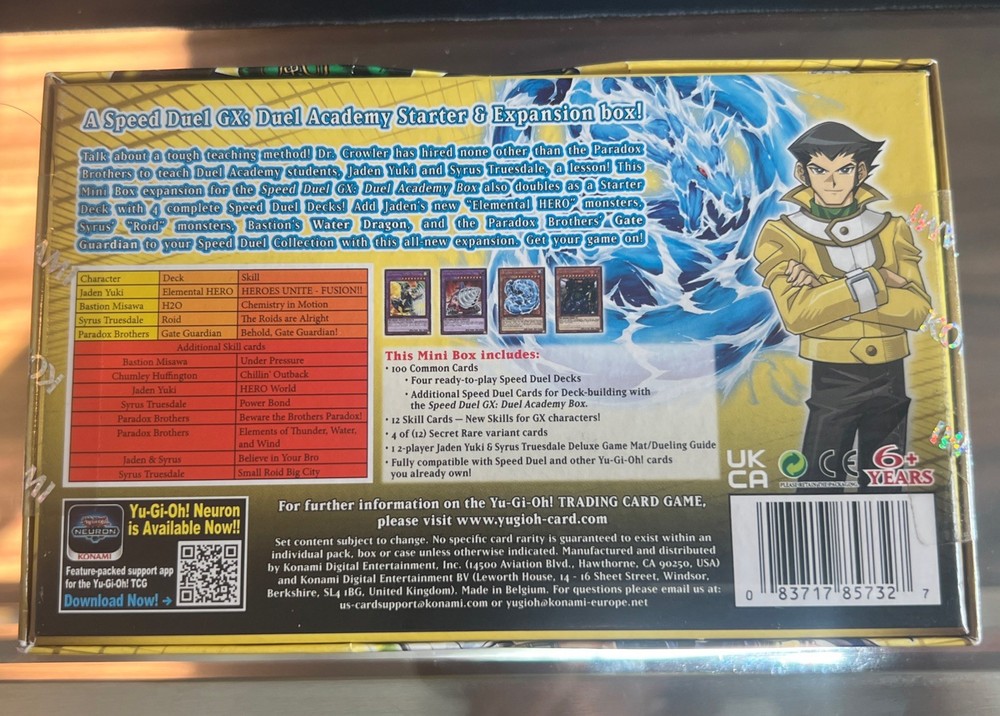 A Speed Duel GX: Duel Academy Starter & Expansion box!
Talk about a tough teaching method! Dr. Crowler has hired none other than the Paradox
Brothers to teach Duel Academy students, Jaden Yuki and Syrus Truesdale, a lesson! This
Mini Box expansion for the Speed Duel GX: Duel Academy Box also doubles as a Starter
Deck with 4 complete Speed Duel Decks! Add Jaden's new "Elemental HERO" monsters,
Syrus' "Roid" monsters, Bastion's Water Dragon, and the Paradox Brothers' Gate
Guardian to your Speed Duel Collection with this all-new expansion. Get your game on!
Character Deck Skill
Jaden Yuki Elemental HERO HEROES UNITE - FUSION!!
Bastion Misawa H2O Chemistry in Motion
Syrus Truesdale Roid The Roids are Alright
Paradox Brothers Gate Guardian Behold, Gate Guardian!
Additional Skill cards
Bastion Misawa Under Pressure
Chumley Huffington Chillin' Outback
Jaden Yuki HERO World
Syrus Truesdale Power Bond
Paradox Brothers Beware the Brothers Paradox!
Paradox Brothers Elements of Thunder, Water,
and Wind
Jaden & Syrus Believe in Your Bro
Syrus Truesdale Small Roid Big City
This Mini Box includes:
• 100 Common Cards
• Four ready-to-play Speed Duel Decks
• Additional Speed Duel Cards for Deck-building with
the Speed Duel GX: Duel Academy Box.
• 12 Skill Cards — New Skills for GX characters!
• 4 of (12) Secret Rare variant cards
• 1 2-player Jaden Yuki & Syrus Truesdale Deluxe Game Mat/Dueling Guide
• Fully compatible with Speed Duel and other Yu-Gi-Oh! cards
you already own!
UK
CA
PLEASE RETAIN THE PACKAGING.
CE
6+
YEARS
NEURON
KONAMI
Yu-Gi-Oh! Neuron
is Available Now!!
Feature-packed support app
for the Yu-Gi-Oh! TCG
Download Now!
For further information on the Yu-Gi-Oh! TRADING CARD GAME,
please visit www.yugioh-card.com
Set content subject to change. No specific card rarity is guaranteed to exist within an
individual pack, box or case unless otherwise indicated. Manufactured and distributed
by Konami Digital Entertainment, Inc. (14500 Aviation Blvd., Hawthorne, CA 90250, USA)
and Konami Digital Entertainment BV (Leworth House, 14 - 16 Sheet Street, Windsor,
Berkshire, SL4 1BG, United Kingdom). Made in Belgium. For questions please email us at:
us-cardsupport@konami.com or yugioh@konami-europe.net
0 83717 85732 7